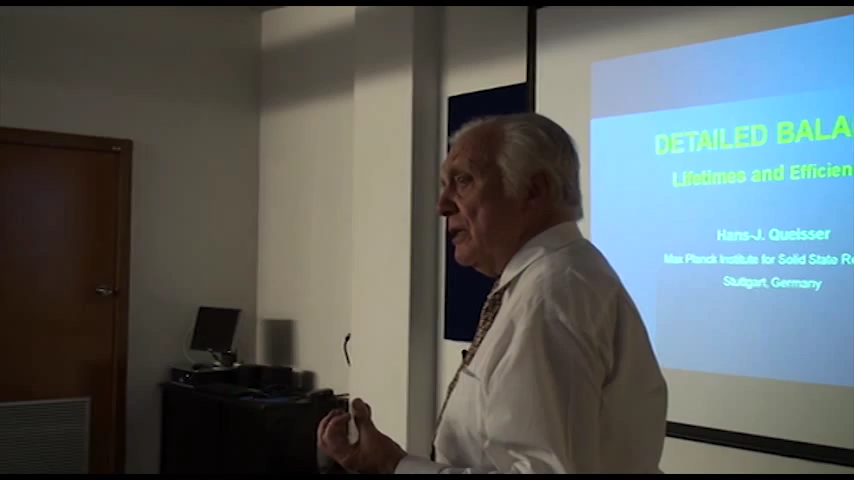 DETAILED BALA
Lifetimes and Efficien
Hans-J. Queisser
Max Planck Institute for Solid State Re
Stuttgart, Germany